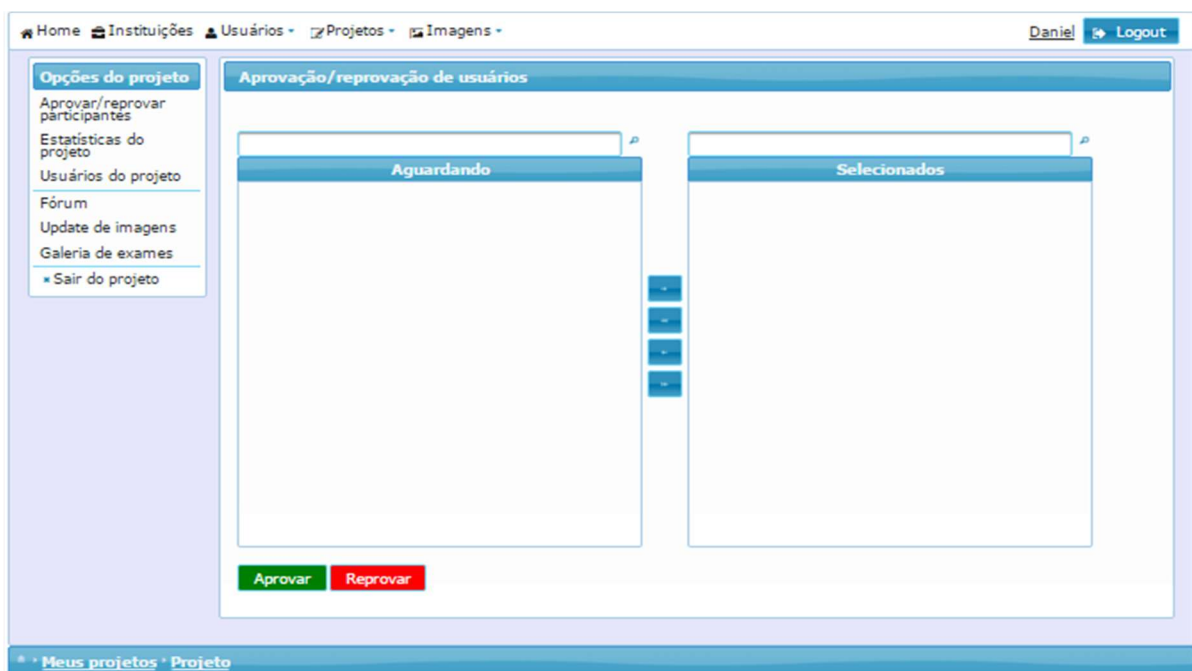 Home Instituições Usuários Projetos Imagens Daniel Logout
Opções do projeto
Aprovar/reprovar
participantes
Estatísticas do
projeto
Usuários do projeto
Fórum
Update de imagens
Galeria de exames
Sair do projeto
Aprovação/reprovação de usuários
Aguardando
Selecionados
Aprovar Reprovar
Meus projetos Projeto